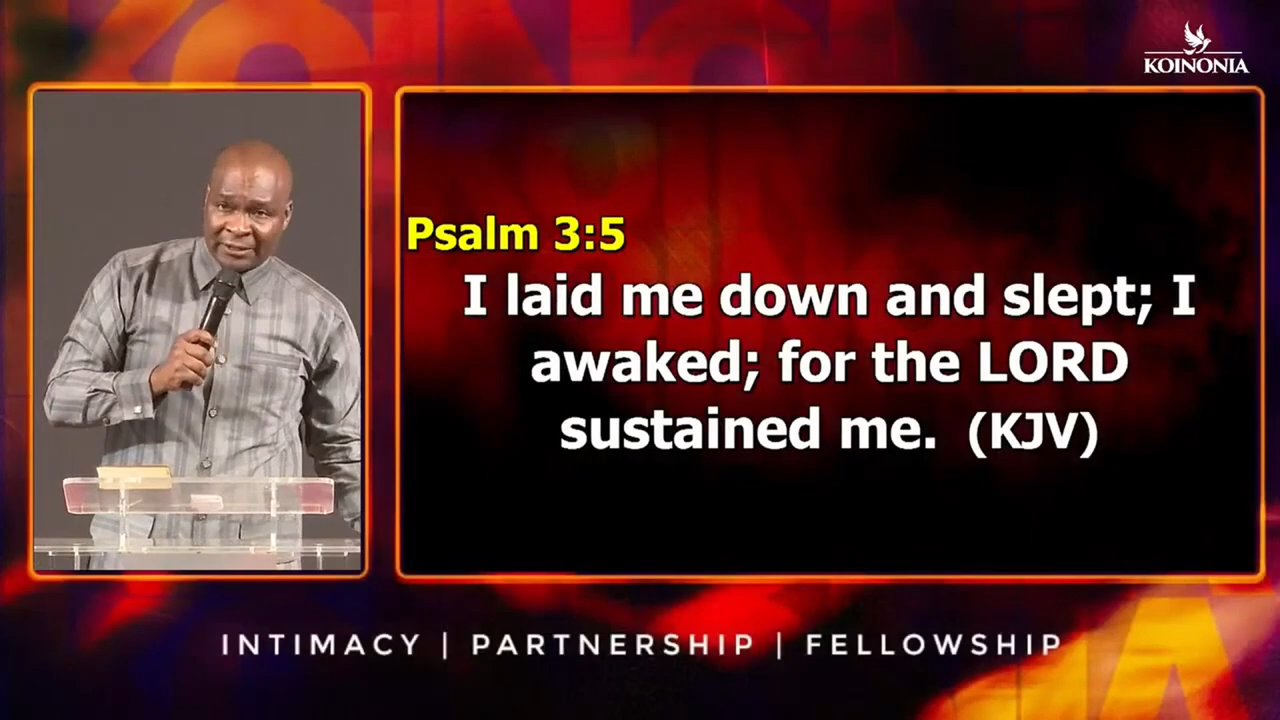 KOINONIA
Psalm 3:5
I laid me down and slept; I
awaked; for the LORD
sustained me. (KJV)
INTIMACY | PARTNERSHIP | FELLOWSHIP